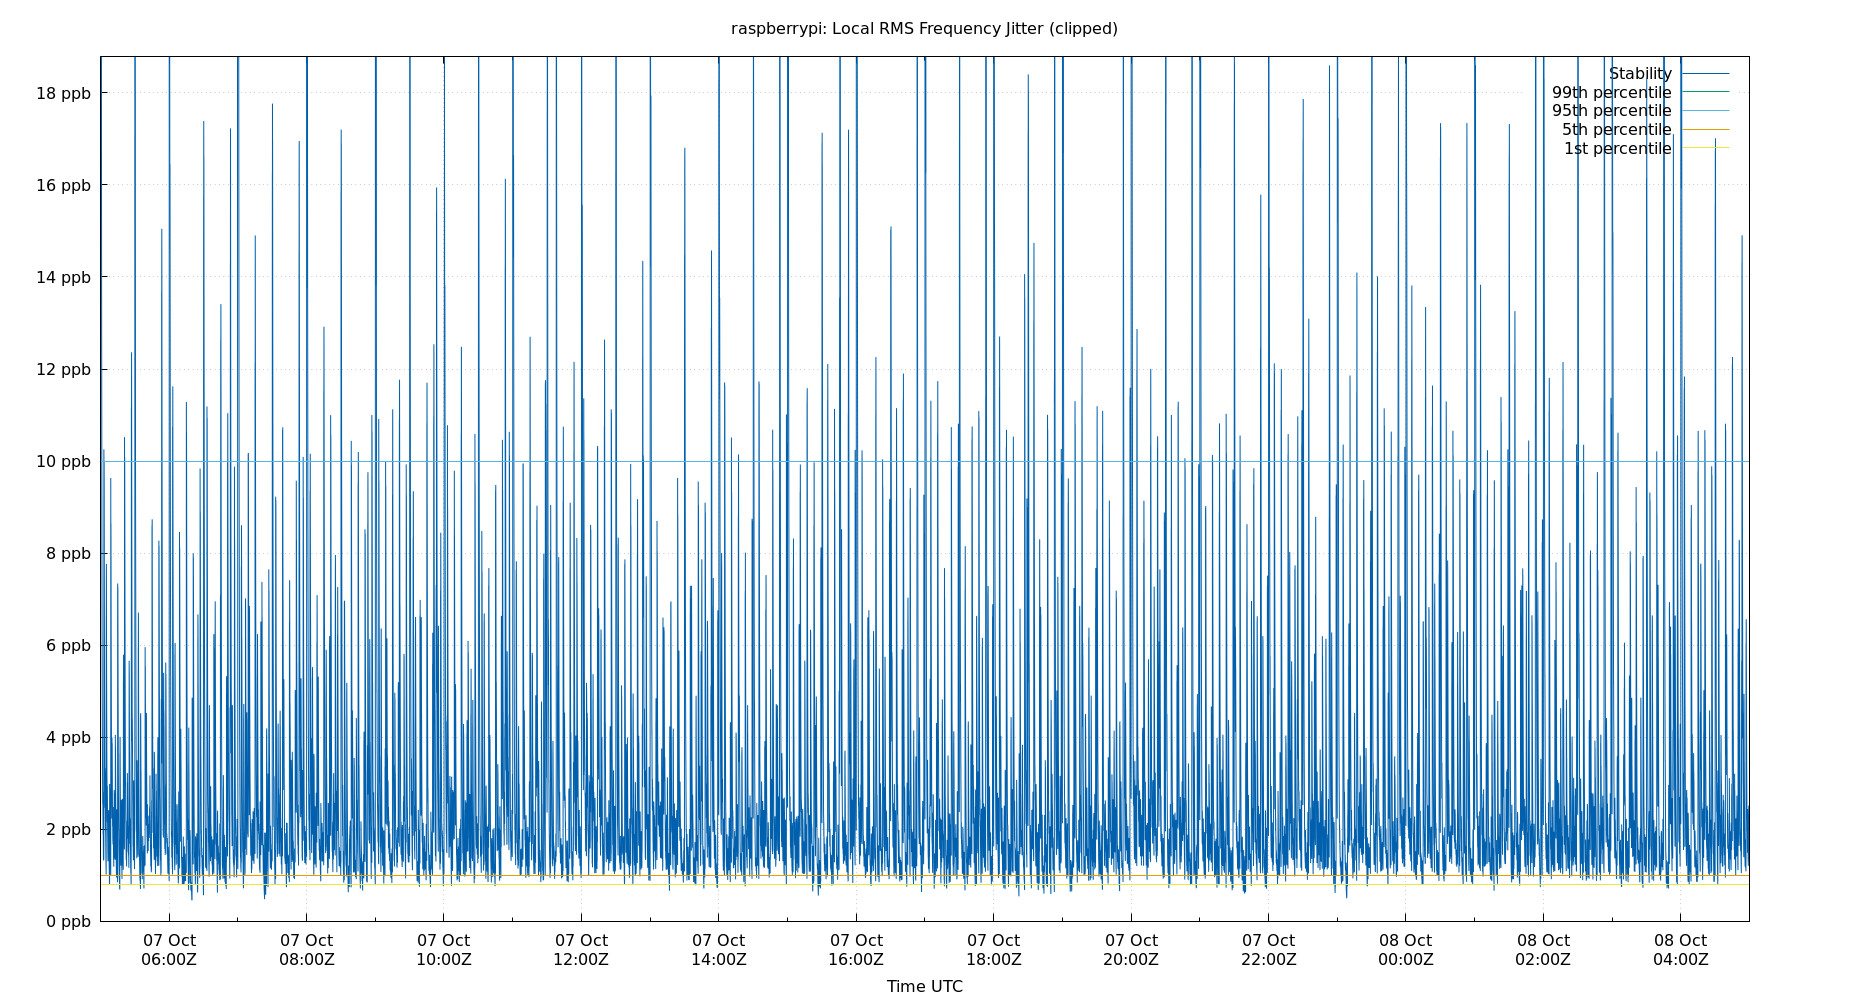 raspberrypi: Local RMS Frequency Jitter (clipped)
Stability
99th percentile
95th percentile
5th percentile
1st percentile
18 ppb
16 ppb
14 ppb
12 ppb
10 ppb
8 ppb
6 ppb
4 ppb
2 ppb
0 ppb
07 Oct 07 Oct 07 Oct 07 Oct 07 Oct 07 Oct 07 Oct 07 Oct 07 Oct 08 Oct 08 Oct 08 Oct
06:00Z 08:00Z 10:00Z 12:00Z 14:00Z 16:00Z 18:00Z 20:00Z 22:00Z 00:00Z 02:00Z 04:00Z
Time UTC